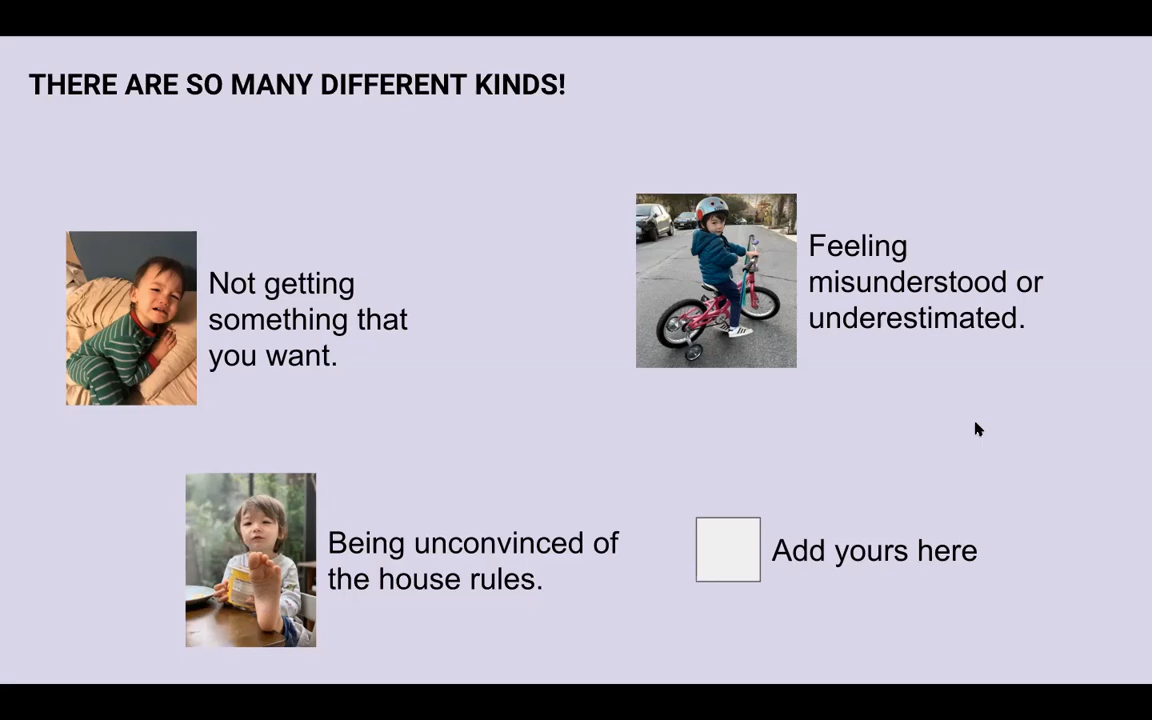 THERE ARE SO MANY DIFFERENT KINDS!
Not getting
something that
you want.
Feeling
misunderstood or
underestimated.
Being unconvinced of
the house rules.
Add yours here